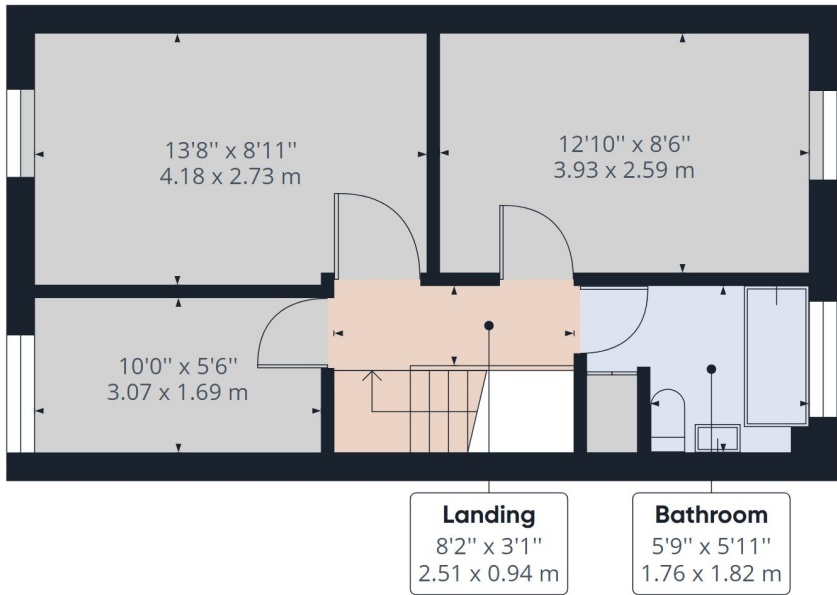 13'8'' x 8'11''
4.18 x 2.73 m
12'10'' x 8'6''
3.93 x 2.59 m
10'0'' x 5'6''
3.07 x 1.69 m
Landing
8'2'' x 3'1''
2.51 x 0.94 m
Bathroom
5'9'' x 5'11''
1.76 x 1.82 m